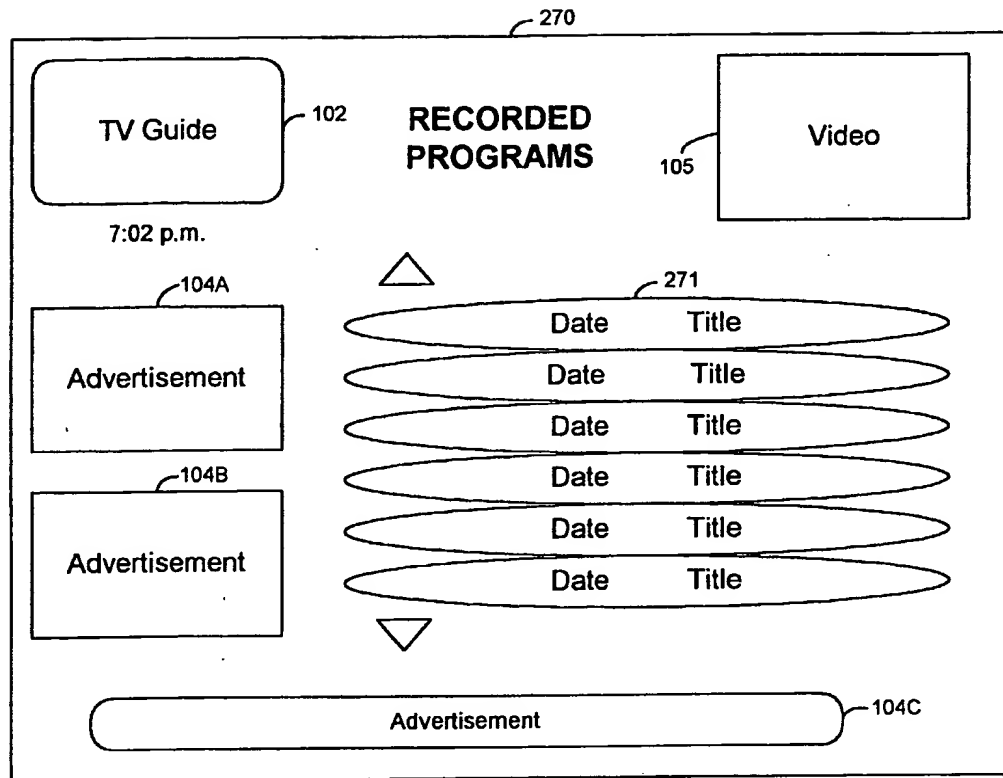 270
TV Guide
102
RECORDED
PROGRAMS
105
Video
7:02 p.m.
104A
Advertisement
104B
Advertisement
271
Date Title
Date Title
Date Title
Date Title
Date Title
Date Title
Advertisement
104C